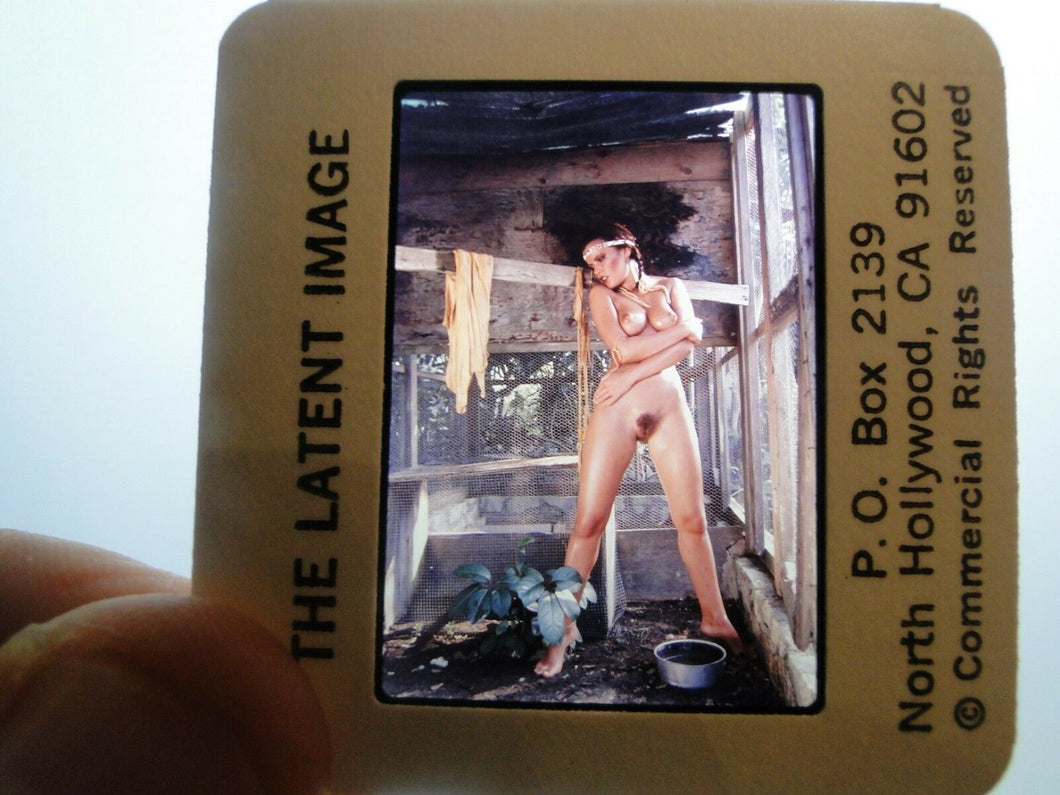 THE LATENT IMAGE
P.O. Box 2139
North Hollywood, CA 91602
© Commercial Rights Reserved